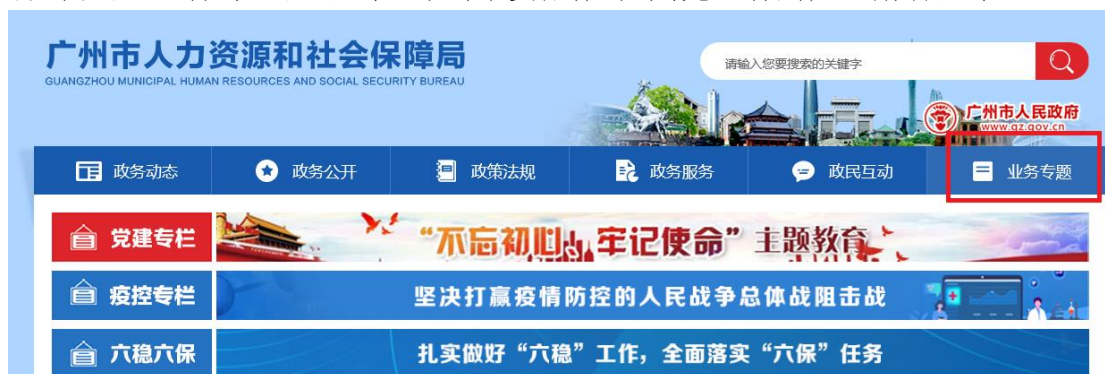 广州市人力资源和社会保障局
GUANGZHOU MUNICIPAL HUMAN RESOURCES AND SOCIAL SECURITY BUREAU
请输入您要搜索的关键字
广州市人民政府
www.gz.gov.cn
政务动态 政务公开 政策法规 政务服务 政民互动 业务专题
党建专栏 “不忘初心、牢记使命”主题教育
疫控专栏 坚决打赢疫情防控的人民战争总体战阻击战
六稳六保 扎实做好“六稳”工作，全面落实“六保”任务